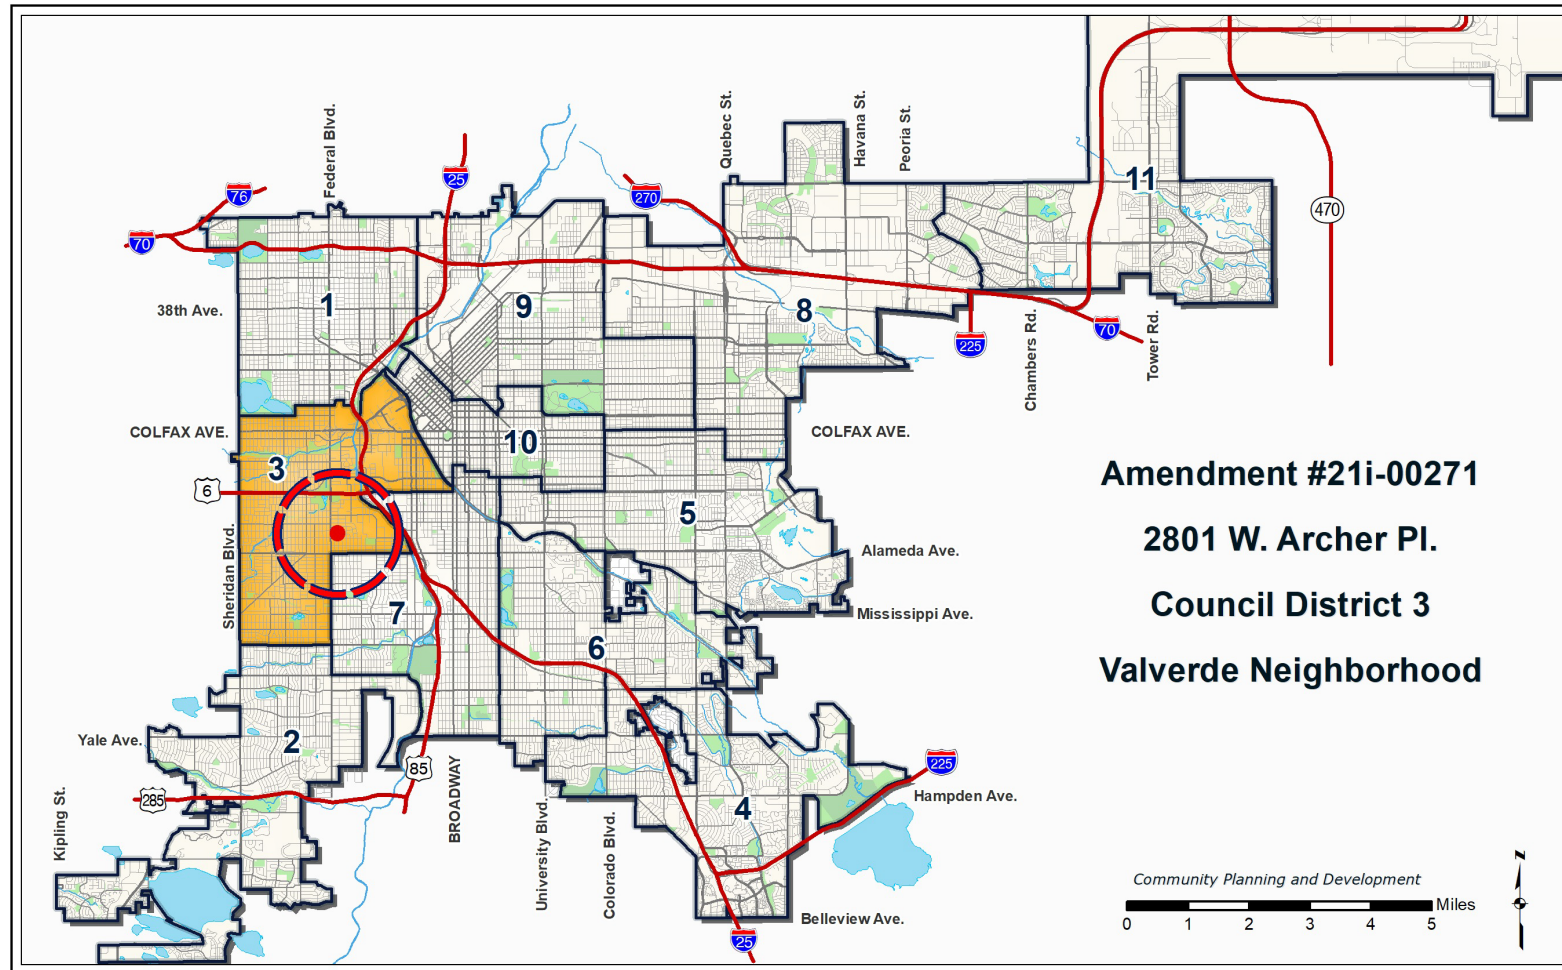 Federal Blvd.
Quebec St.
Havana St.
Peoria St.
25
76
270
70
11
470
38th Ave.
1
9
8
Chambers Rd.
Tower Rd.
70
225
COLFAX AVE.
COLFAX AVE.
10
3
6
Amendment #21i-00271
5
2801 W. Archer Pl.
Alameda Ave.
Sheridan Blvd.
Council District 3
7
Mississippi Ave.
6
Valverde Neighborhood
Yale Ave.
2
85
225
285
BROADWAY
Hampden Ave.
4
Kipling St.
University Blvd.
Colorado Blvd.
Community Planning and Development
Miles
0 1 2 3 4 5
Belleview Ave.
25
z